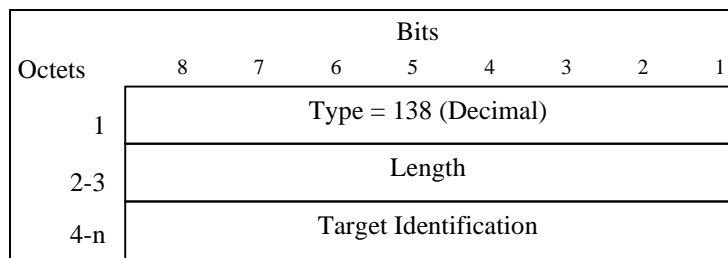 Bits
Octets 8 7 6 5 4 3 2 1
1 Type = 138 (Decimal)
2-3 Length
4-n Target Identification